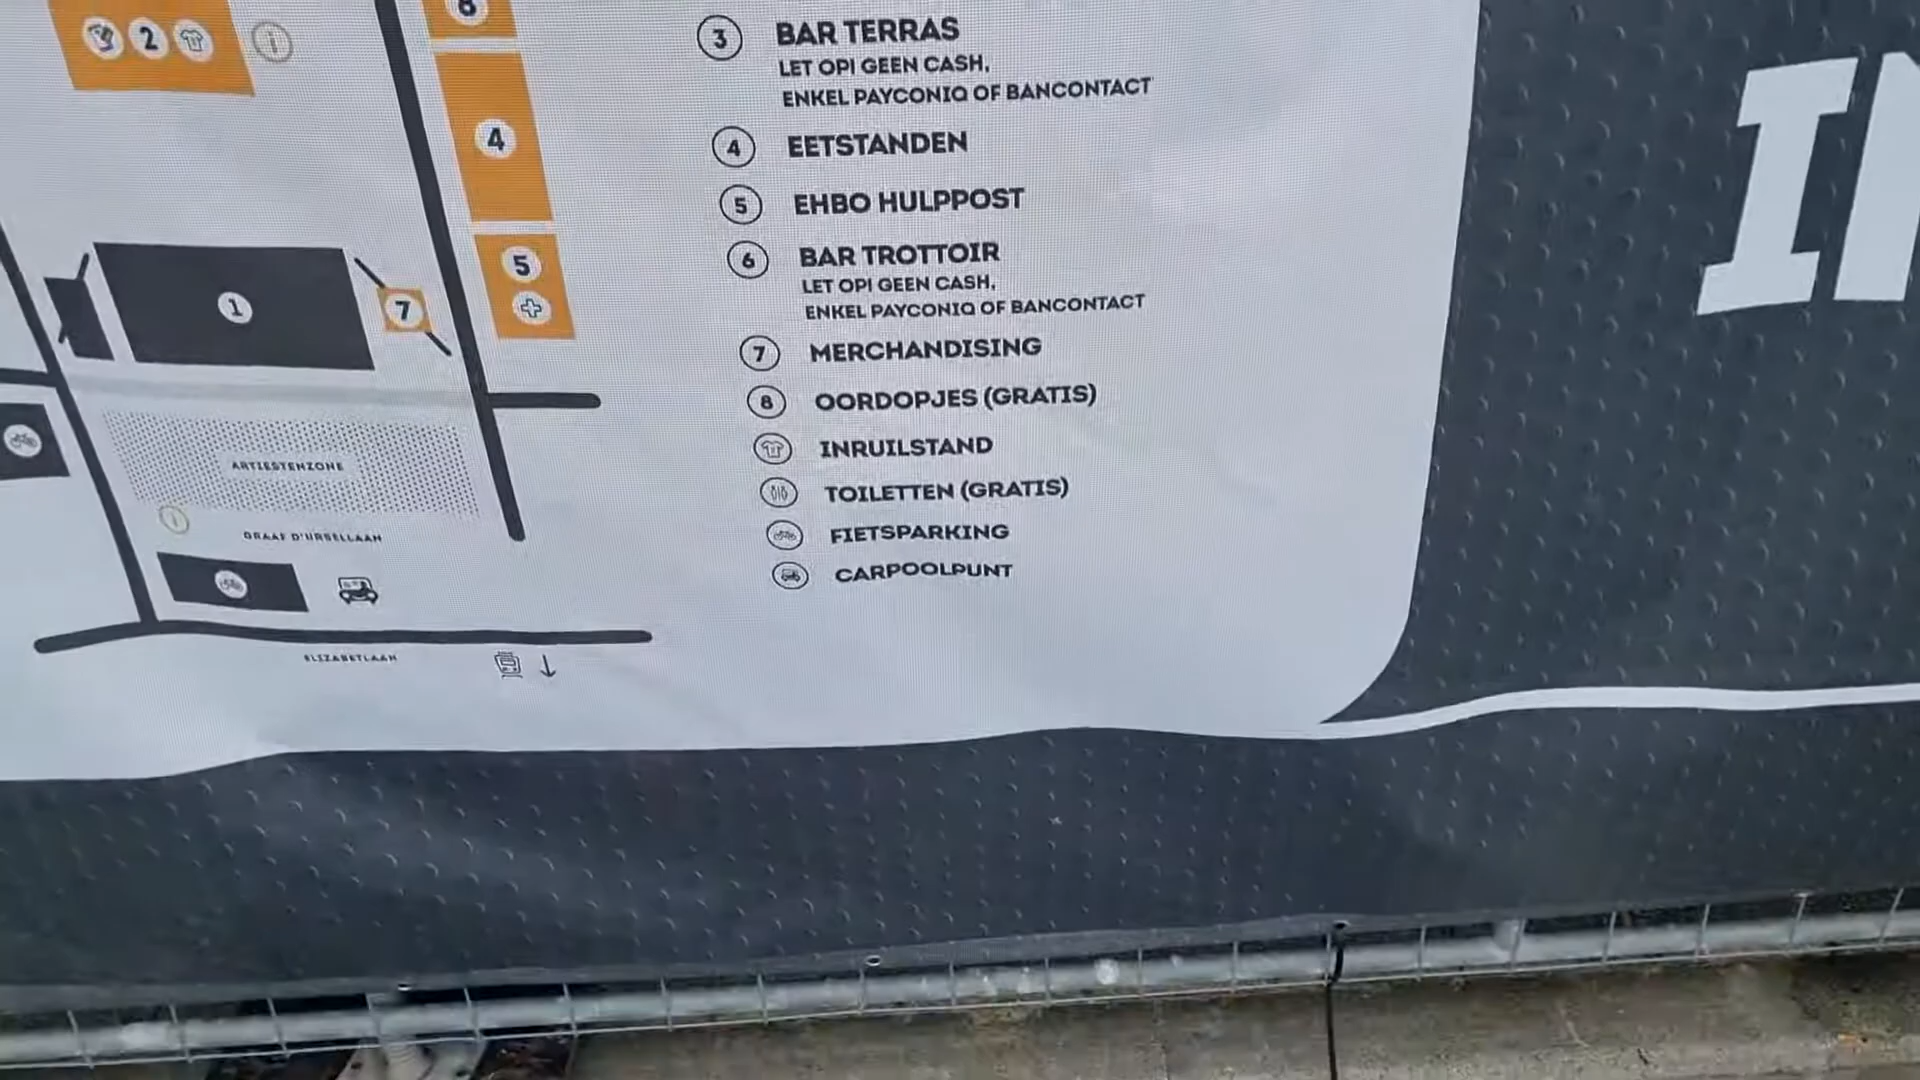 2
8
3 BAR TERRAS
LET OP! GEEN CASH,
ENKEL PAYCONIQ OF BANCONTACT
4
4 EETSTANDEN
5 EHBO HULPPOST
5
6 BAR TROTTOIR
LET OP! GEEN CASH,
ENKEL PAYCONIQ OF BANCONTACT
1
7
7 MERCHANDISING
8 OORDOPJES (GRATIS)
INRUILSTAND
TOILETTEN (GRATIS)
FIETSPARKING
CARPOOLPUNT
ARTIESTENZONE
GRAAF D'URSELLAAN
ELIZABETLAAN